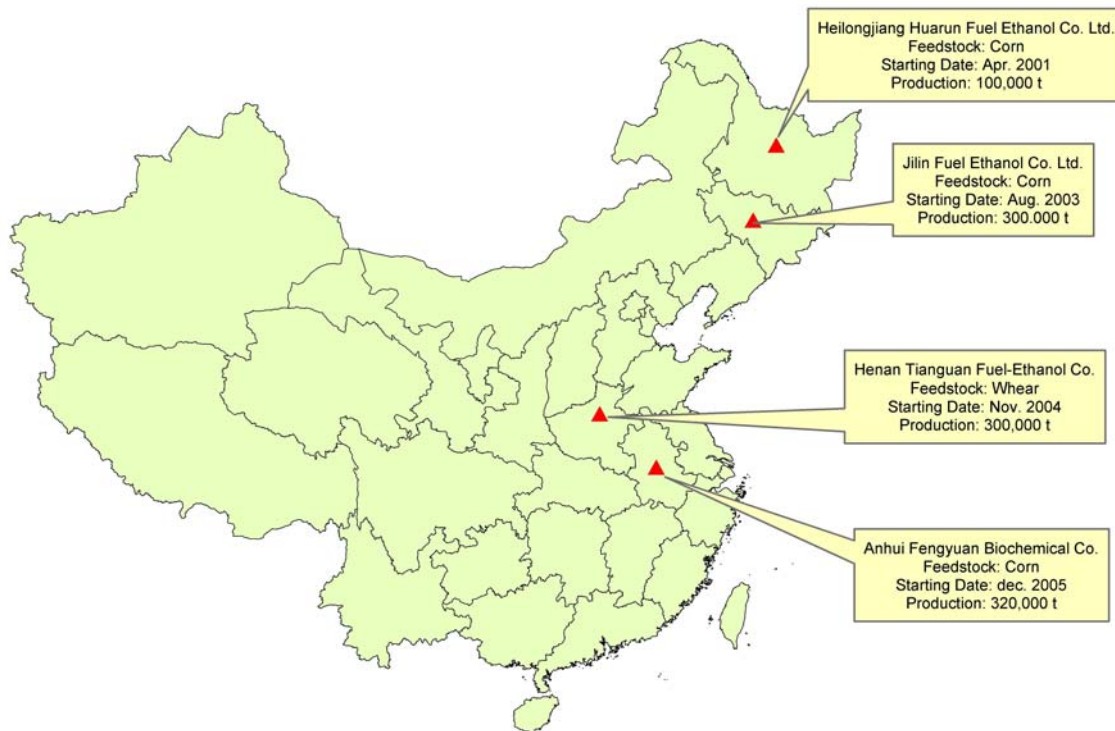 Heilongjiang Huarun Fuel Ethanol Co. Ltd.
Feedstock: Corn
Starting Date: Apr. 2001
Production: 100,000 t
Jilin Fuel Ethanol Co. Ltd.
Feedstock: Corn
Starting Date: Aug. 2003
Production: 300.000 t
Henan Tianguan Fuel-Ethanol Co.
Feedstock: Whear
Starting Date: Nov. 2004
Production: 300,000 t
Anhui Fengyuan Biochemical Co.
Feedstock: Corn
Starting Date: dec. 2005
Production: 320,000 t